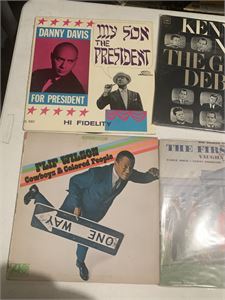 DANNY DAVIS
FOR PRESIDENT
MY SON
THE
PRESIDENT
HI FIDELITY
KEN
N
THE G
DEB
FLIP WILSON
Cowboys & Colored People
ONE WAY
THE FIRS
VAUGHN